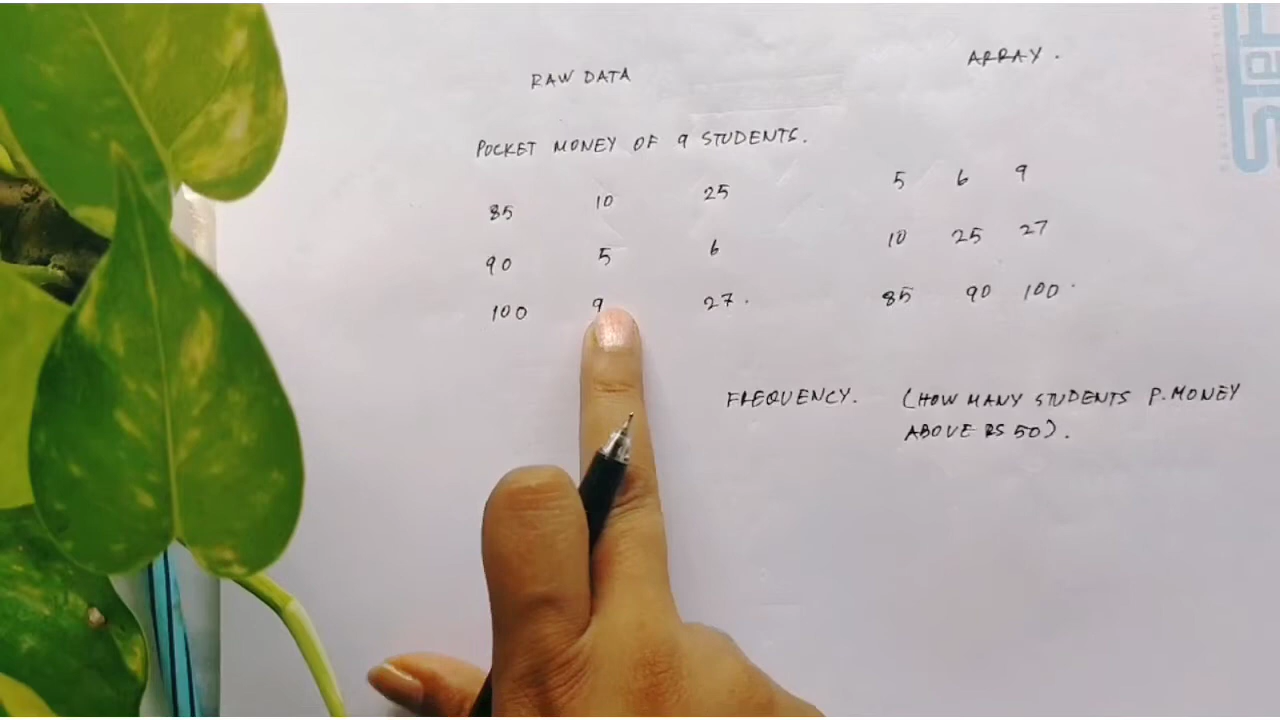 RAW DATA
POCKET MONEY OF 9 STUDENTS.
85 10 25
90 5 6
100 9 27.
ARRAY.
5 6 9
10 25 27
85 90 100.
FREQUENCY. (HOW MANY STUDENTS P. MONEY
ABOVE RS 50).